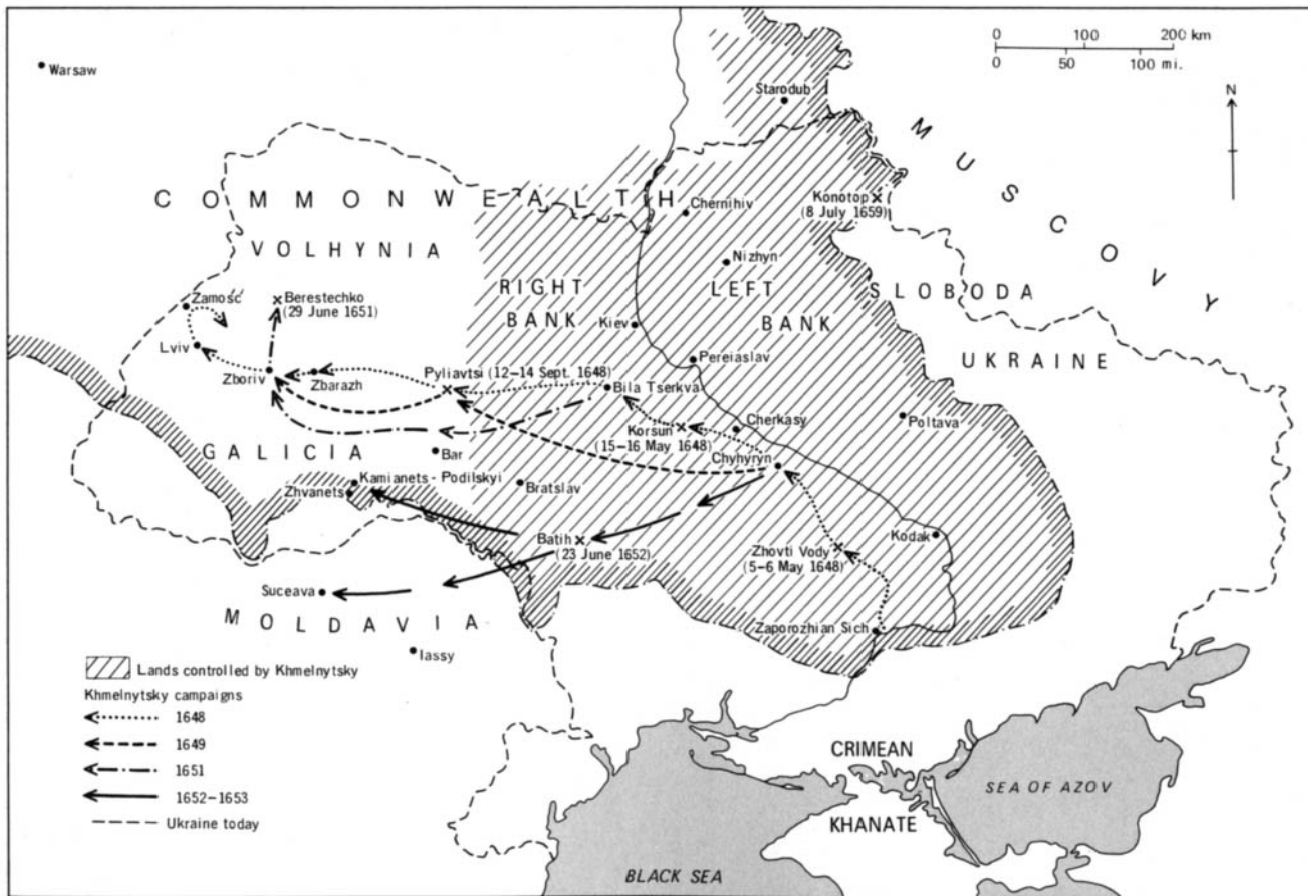 0 100 200 km
0 50 100 mi.
N
Warsaw
Starodub
MUSCOVY
COMMONWEALTH
Chernihiv
Konotop
(8 July 1659)
VOLHYNIA
Nizhyn
RIGHT
BANK
LEFT
BANK
SLOBODA
UKRAINE
Zamość
Berestechko
(29 June 1651)
Kiev
Lviv
Pereiaslav
Zboriv
Zbarazh
Pyliavtsi (12–14 Sept. 1648)
Bila Tserkva
Cherkasy
Korsun
(15–16 May 1648)
Poltava
GALICIA
Bar
Chyhyryn
Kamianets-Podilskyi
Zhvanets
Bratslav
Batih
(23 June 1652)
Zhovti Vody
(5–6 May 1648)
Kodak
Suceava
MOLDAVIA
Iassy
Zaporozhian Sich
Lands controlled by Khmelnytsky
Khmelnytsky campaigns
1648
1649
1651
1652–1653
Ukraine today
CRIMEAN
KHANATE
SEA OF AZOV
BLACK SEA